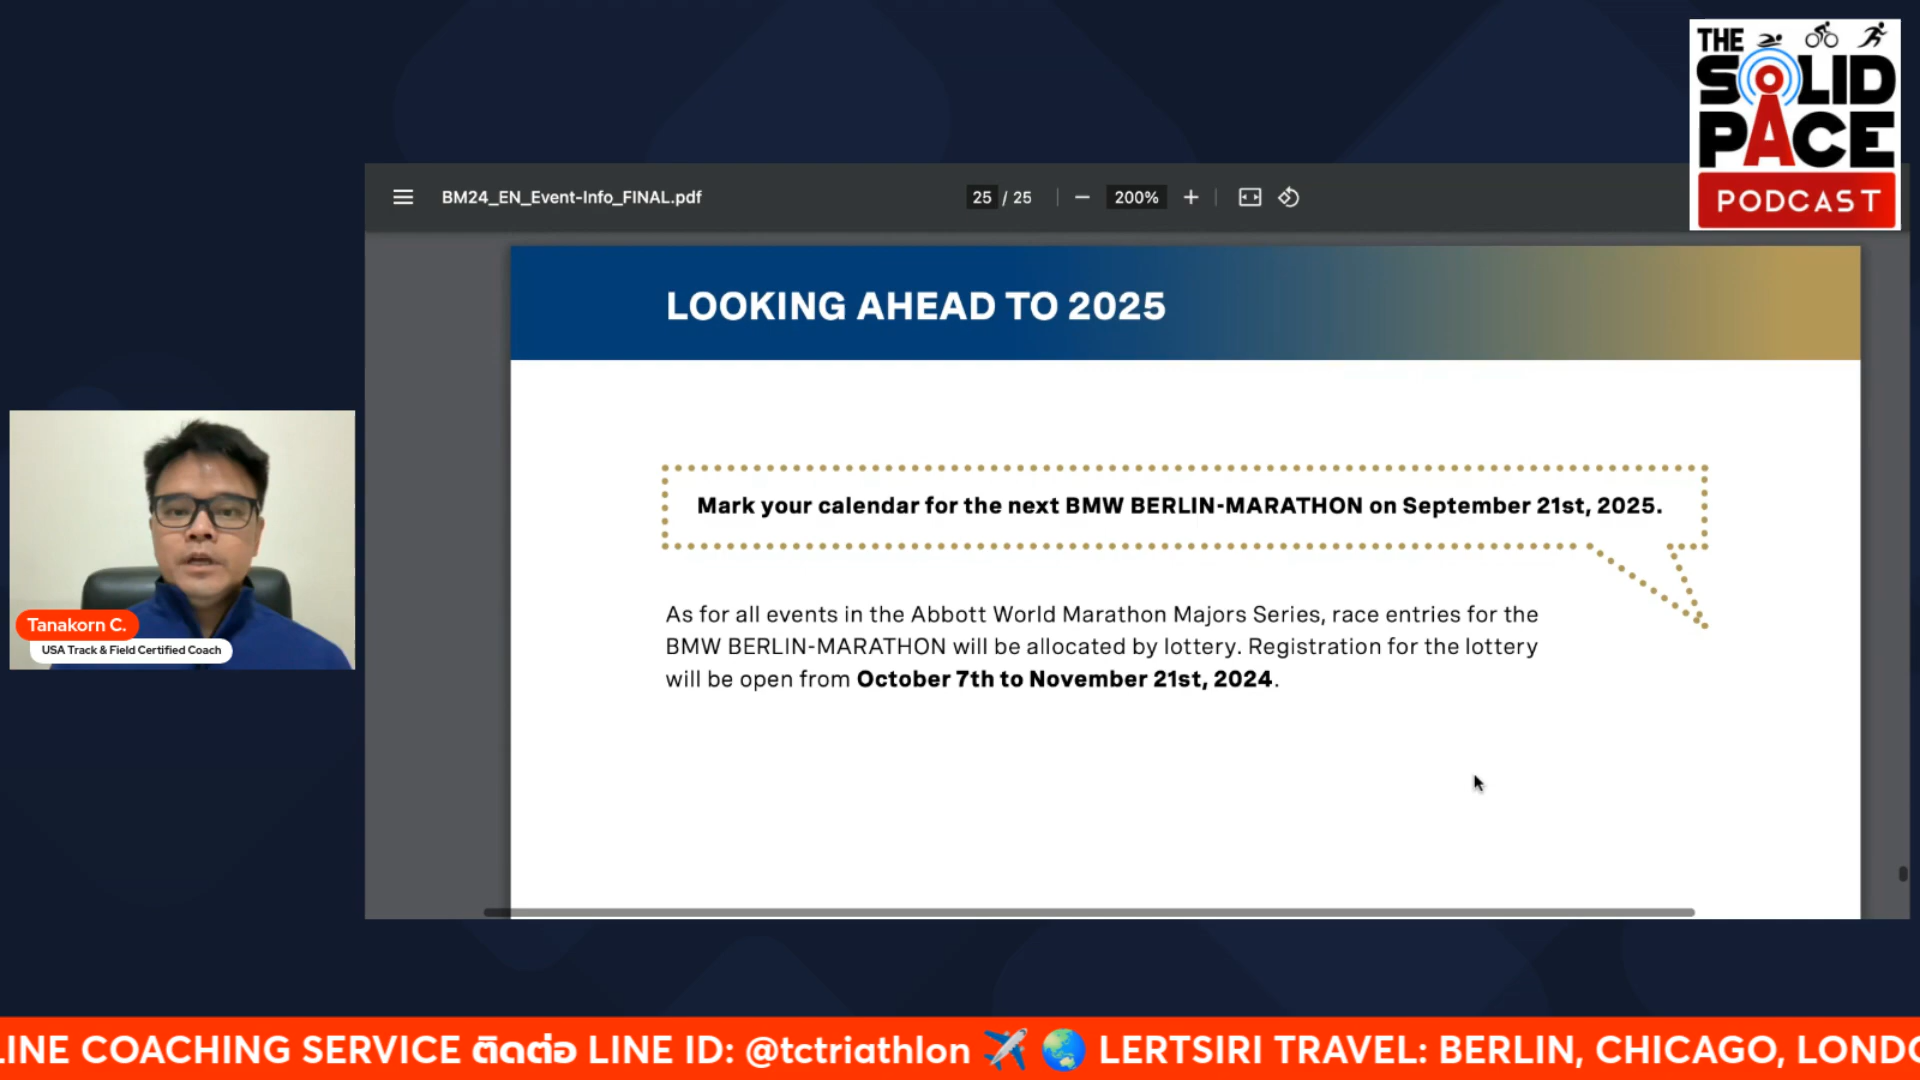 THE
SOLID
PACE
PODCAST
BM24_EN_Event-Info_FINAL.pdf
25 / 25
200%
LOOKING AHEAD TO 2025
Mark your calendar for the next BMW BERLIN-MARATHON on September 21st, 2025.
As for all events in the Abbott World Marathon Majors Series, race entries for the
BMW BERLIN-MARATHON will be allocated by lottery. Registration for the lottery
will be open from October 7th to November 21st, 2024.
Tanakorn C.
USA Track & Field Certified Coach
LINE COACHING SERVICE ติดต่อ LINE ID: @tctriathlon ✈️ 🌏 LERTSIRI TRAVEL: BERLIN, CHICAGO, LONDO